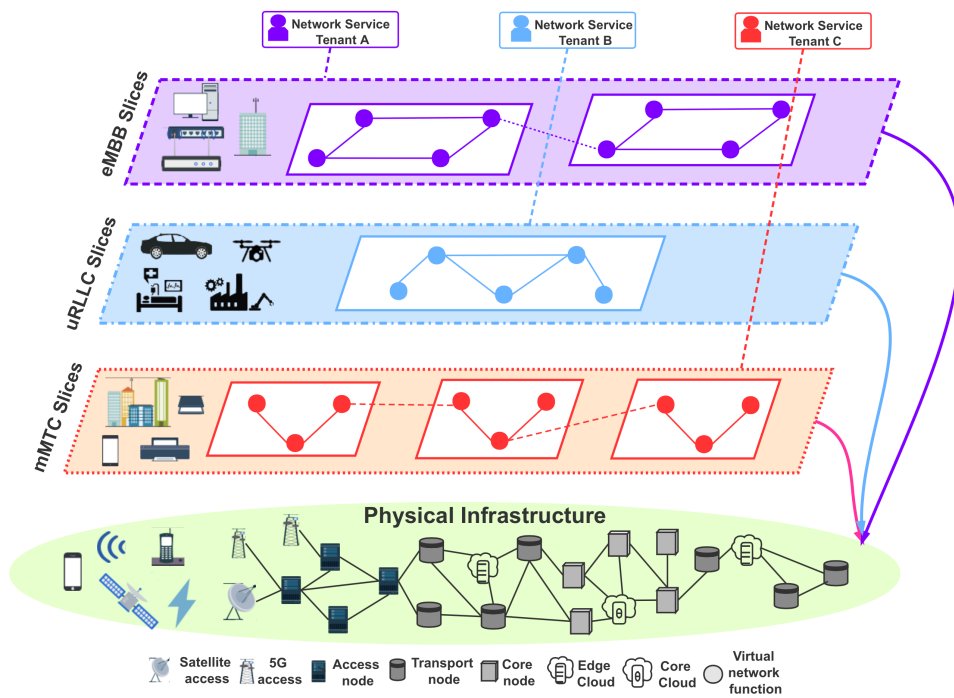 Network Service
Tenant A
Network Service
Tenant B
Network Service
Tenant C
eMBB Slices
uRLLC Slices
mMTC Slices
Physical Infrastructure
Satellite
access
5G
access
Access
node
Transport
node
Core
node
Edge
Cloud
Core
Cloud
Virtual
network
function